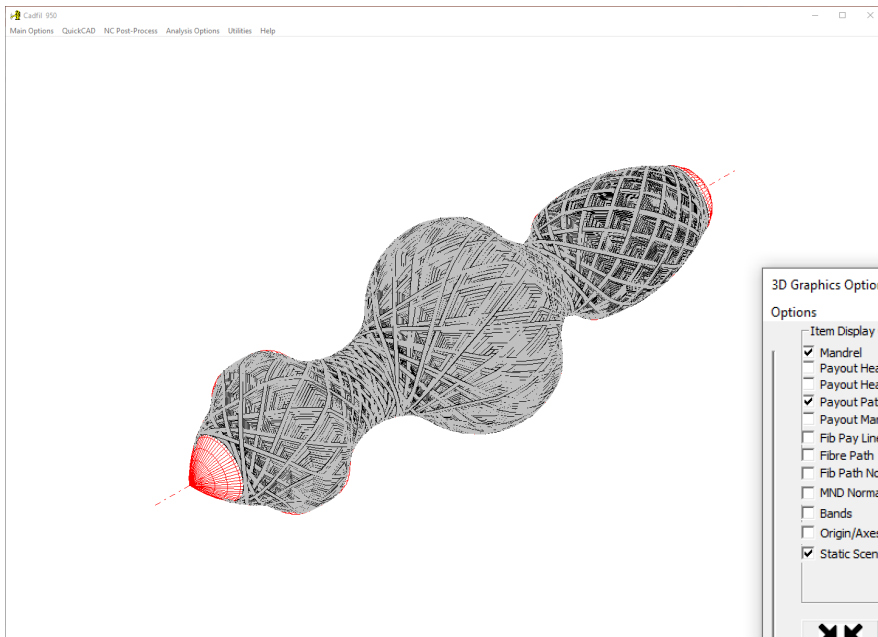 Cadfil 950
Main Options QuickCAD NC Post-Process Analysis Options Utilities Help
3D Graphics Optio
Options
Item Display
Mandrel
Payout Hea
Payout Hea
Payout Pat
Payout Mar
Fib Pay Line
Fibre Path
Fib Path No
MND Norma
Bands
Origin/Axes
Static Scen